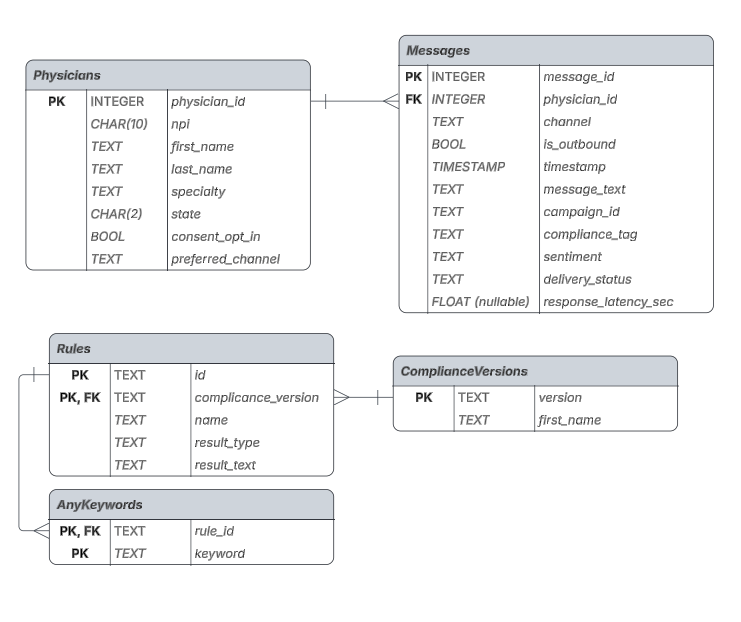 Physicians
PK INTEGER physician_id
CHAR(10) npi
TEXT first_name
TEXT last_name
TEXT specialty
CHAR(2) state
BOOL consent_opt_in
TEXT preferred_channel
Messages
PK INTEGER message_id
FK INTEGER physician_id
TEXT channel
BOOL is_outbound
TIMESTAMP timestamp
TEXT message_text
TEXT campaign_id
TEXT compliance_tag
TEXT sentiment
TEXT delivery_status
FLOAT (nullable) response_latency_sec
Rules
PK TEXT id
PK, FK TEXT complicance_version
TEXT name
TEXT result_type
TEXT result_text
ComplianceVersions
PK TEXT version
TEXT first_name
AnyKeywords
PK, FK TEXT rule_id
PK TEXT keyword